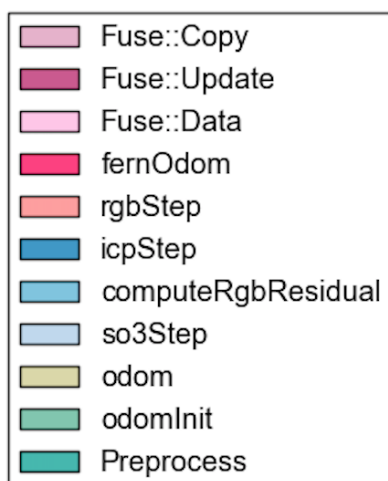 Fuse::Copy
Fuse::Update
Fuse::Data
fernOdom
rgbStep
icpStep
computeRgbResidual
so3Step
odom
odomInit
Preprocess